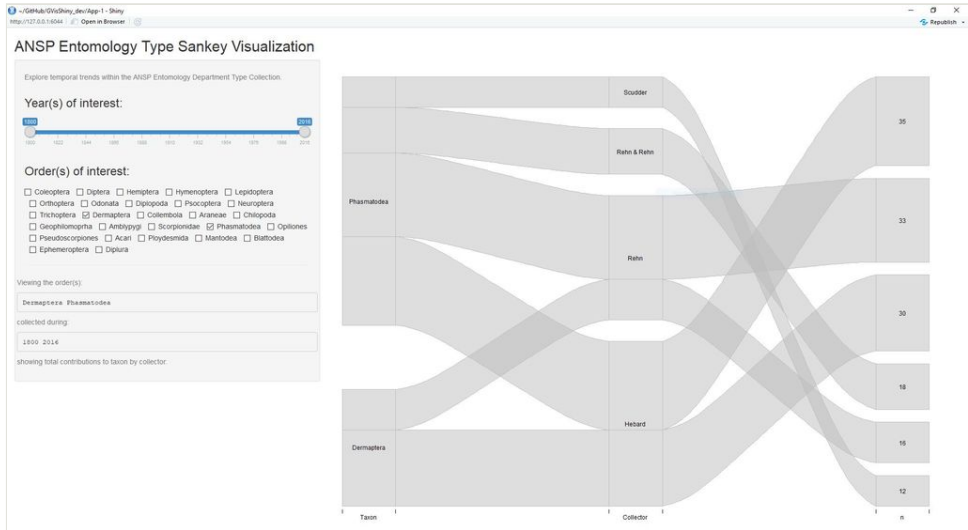 ~/GitHub/GVisShiny_dev/App-1 - Shiny
http://127.0.0.1:6044 Open in Browser Republish
ANSP Entomology Type Sankey Visualization
Explore temporal trends within the ANSP Entomology Department Type Collection.
Year(s) of interest:
1800 2016
Order(s) of interest:
Coleoptera Diptera Hemiptera Hymenoptera Lepidoptera
Orthoptera Odonata Diplopoda Psocoptera Neuroptera
Trichoptera Dermaptera Collembola Araneae Chilopoda
Geophilomoprha Amblypygi Scorpionidae Phasmatodea Opiliones
Pseudoscorpiones Acari Ploydesmida Mantodea Blattodea
Ephemeroptera Diplura
Viewing the order(s):
Dermaptera Phasmatodea
collected during:
1800 2016
showing total contributions to taxon by collector.
Phasmatodea
Dermaptera
Taxon
Scudder
Rehn & Rehn
Rehn
Hebard
Collector
35
33
30
18
16
12
n